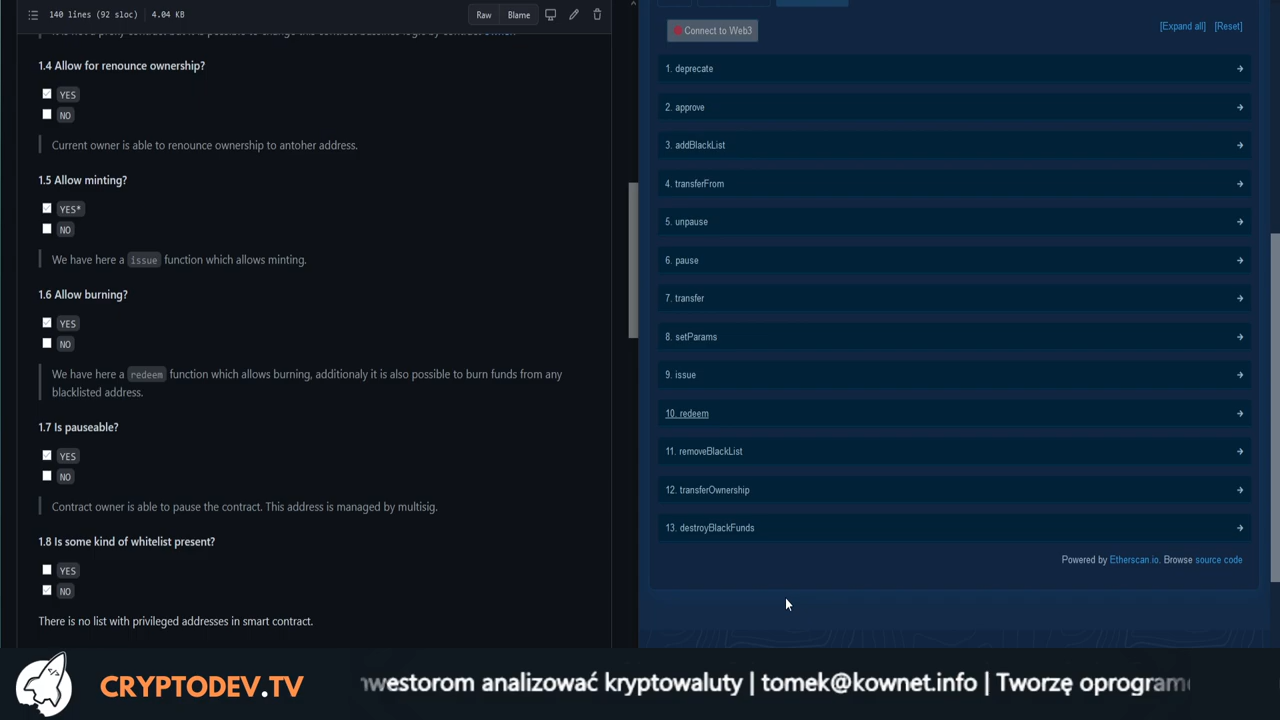 140 lines (92 sloc) | 4.04 KB
Raw
Blame
1.4 Allow for renounce ownership?
YES
NO
Current owner is able to renounce ownership to antoher address.
1.5 Allow minting?
YES*
NO
We have here a issue function which allows minting.
1.6 Allow burning?
YES
NO
We have here a redeem function which allows burning, additionaly it is also possible to burn funds from any
blacklisted address.
1.7 Is pauseable?
YES
NO
Contract owner is able to pause the contract. This address is managed by multisig.
1.8 Is some kind of whitelist present?
YES
NO
There is no list with privileged addresses in smart contract.
Connect to Web3
[Expand all] [Reset]
1. deprecate
2. approve
3. addBlackList
4. transferFrom
5. unpause
6. pause
7. transfer
8. setParams
9. issue
10. redeem
11. removeBlackList
12. transferOwnership
13. destroyBlackFunds
Powered by Etherscan.io. Browse source code
CRYPTODEV.TV
nwestorom analizować kryptowaluty | tomek@kownet.info | Tworzę oprogram